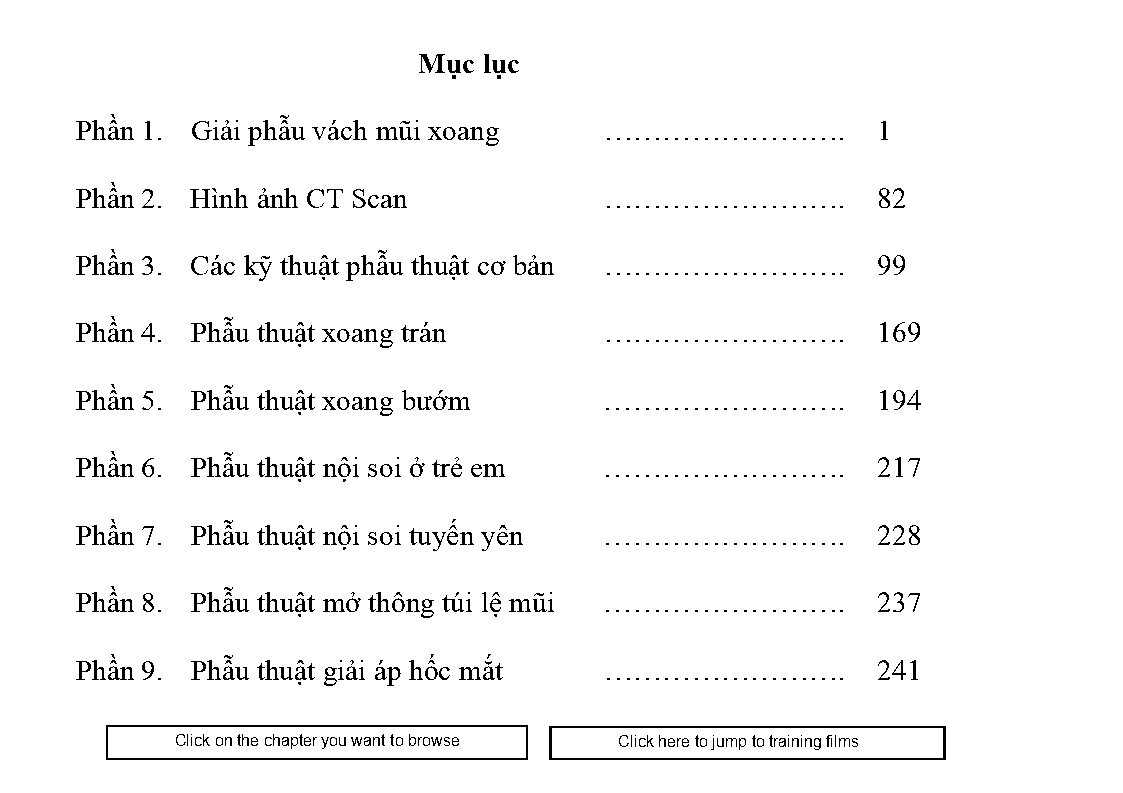 Mục lục
Phần 1. Giải phẫu vách mũi xoang ……………………. 1
Phần 2. Hình ảnh CT Scan ……………………. 82
Phần 3. Các kỹ thuật phẫu thuật cơ bản ……………………. 99
Phần 4. Phẫu thuật xoang trán ……………………. 169
Phần 5. Phẫu thuật xoang bướm ……………………. 194
Phần 6. Phẫu thuật nội soi ở trẻ em ……………………. 217
Phần 7. Phẫu thuật nội soi tuyến yên ……………………. 228
Phần 8. Phẫu thuật mở thông túi lệ mũi ……………………. 237
Phần 9. Phẫu thuật giải áp hốc mắt ……………………. 241
Click on the chapter you want to browse
Click here to jump to training films